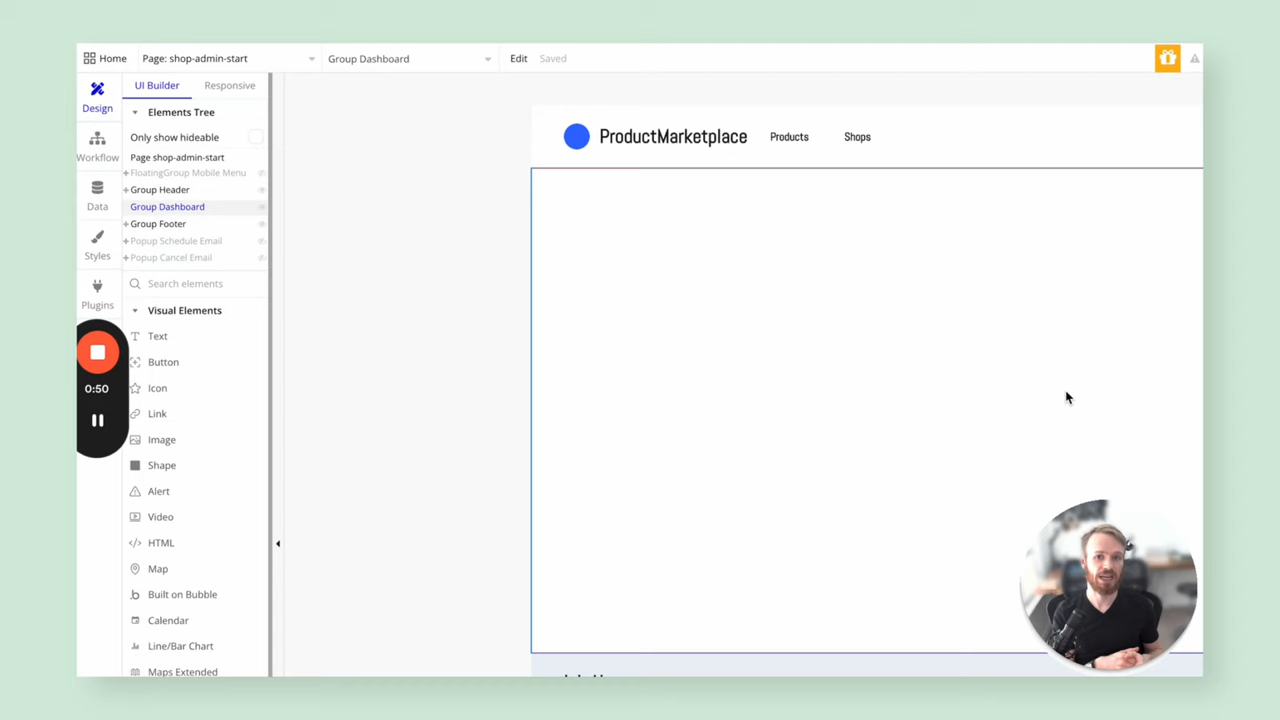 Home
Page: shop-admin-start
Group Dashboard
Edit
Saved
Design
Workflow
Data
Styles
Plugins
0:50
UI Builder
Responsive
Elements Tree
Only show hideable
Page shop-admin-start
FloatingGroup Mobile Menu
Group Header
Group Dashboard
Group Footer
Popup Schedule Email
Popup Cancel Email
Search elements
Visual Elements
Text
Button
Icon
Link
Image
Shape
Alert
Video
HTML
Map
Built on Bubble
Calendar
Line/Bar Chart
Maps Extended
ProductMarketplace
Products
Shops